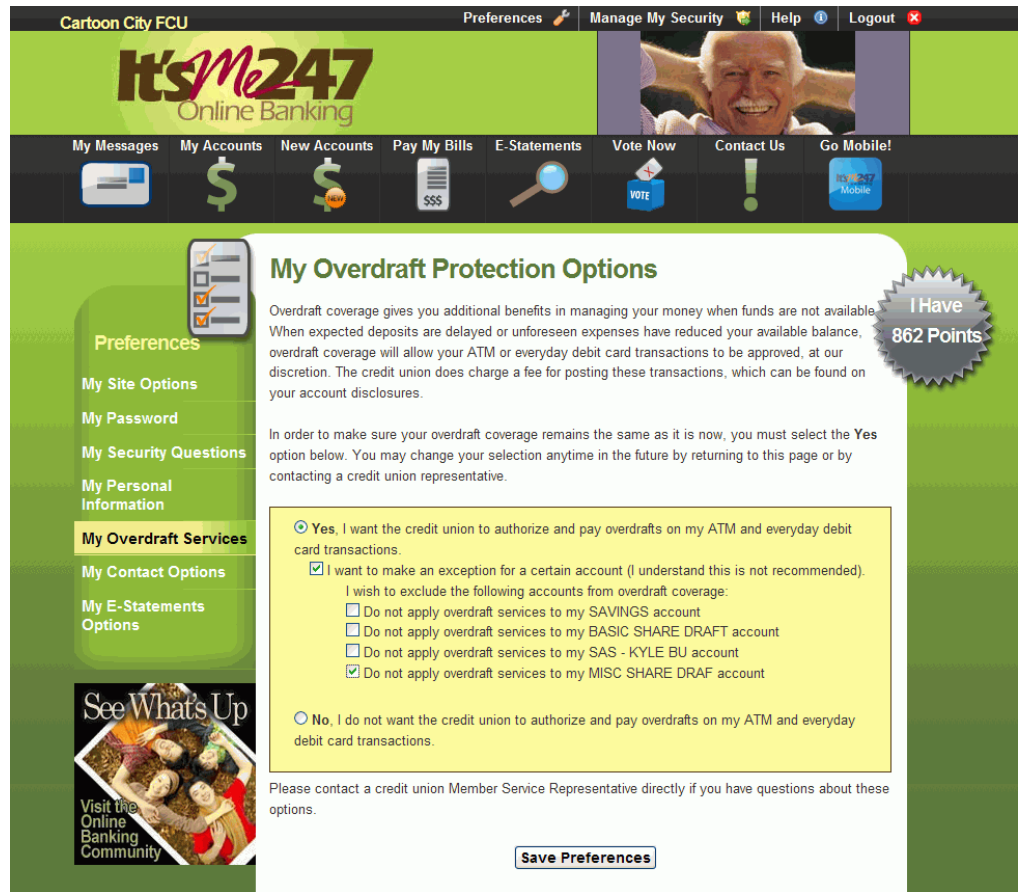 Cartoon City FCU
Preferences
Manage My Security
Help
Logout
It'sMe247
Online Banking
My Messages
My Accounts
New Accounts
Pay My Bills
E-Statements
Vote Now
Contact Us
Go Mobile!
NEW
$$$
VOTE
It'sMe247
Mobile
My Overdraft Protection Options
Overdraft coverage gives you additional benefits in managing your money when funds are not available
When expected deposits are delayed or unforeseen expenses have reduced your available balance,
overdraft coverage will allow your ATM or everyday debit card transactions to be approved, at our
discretion. The credit union does charge a fee for posting these transactions, which can be found on
your account disclosures.
In order to make sure your overdraft coverage remains the same as it is now, you must select the Yes
option below. You may change your selection anytime in the future by returning to this page or by
contacting a credit union representative.
Yes, I want the credit union to authorize and pay overdrafts on my ATM and everyday debit
card transactions.
I want to make an exception for a certain account (I understand this is not recommended).
I wish to exclude the following accounts from overdraft coverage:
Do not apply overdraft services to my SAVINGS account
Do not apply overdraft services to my BASIC SHARE DRAFT account
Do not apply overdraft services to my SAS - KYLE BU account
Do not apply overdraft services to my MISC SHARE DRAF account
No, I do not want the credit union to authorize and pay overdrafts on my ATM and everyday
debit card transactions.
Please contact a credit union Member Service Representative directly if you have questions about these
options.
Save Preferences
I Have
862 Points
Preferences
My Site Options
My Password
My Security Questions
My Personal
Information
My Overdraft Services
My Contact Options
My E-Statements
Options
See What's Up
Visit the
Online
Banking
Community